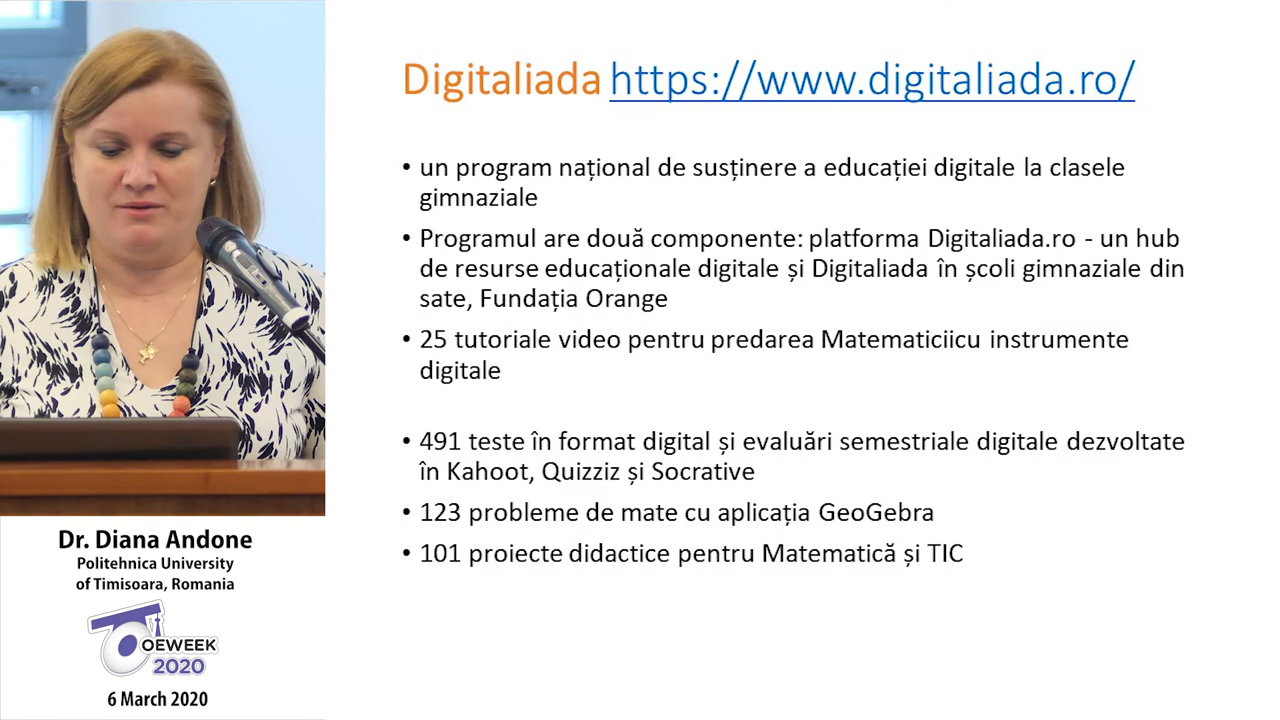 Digitaliada https://www.digitaliada.ro/
• un program național de susținere a educației digitale la clasele
gimnaziale
• Programul are două componente: platforma Digitaliada.ro - un hub
de resurse educaționale digitale și Digitaliada în școli gimnaziale din
sate, Fundația Orange
• 25 tutoriale video pentru predarea Matematiciicu instrumente
digitale
• 491 teste în format digital și evaluări semestriale digitale dezvoltate
în Kahoot, Quizziz și Socrative
• 123 probleme de mate cu aplicația GeoGebra
• 101 proiecte didactice pentru Matematică și TIC
Dr. Diana Andone
Politehnica University
of Timisoara, Romania
OEWEEK
2020
6 March 2020